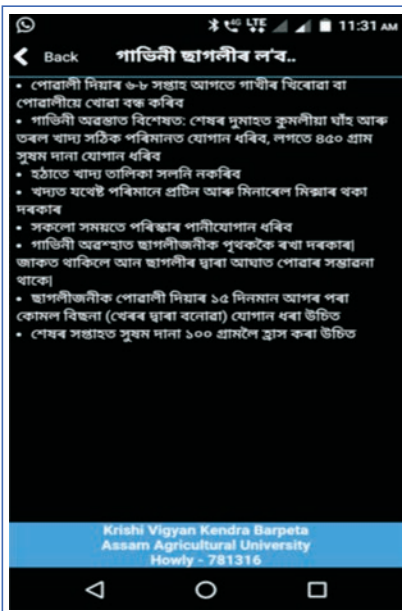 4G LTE 11:31 AM
Back গাভিনী ছাগলীৰ ল'ব..
• পোৱালী দিয়াৰ ৬-৮ সপ্তাহ আগতে গাখীৰ খিৰোৱা বা
পোৱালীয়ে খোৱা বন্ধ কৰিব
• গাভিনী অৱস্তাত বিশেষত: শেষৰ দুমাহত কুমলীয়া ঘাঁহ আৰু
তৰল খাদ্য সঠিক পৰিমানত যোগান ধৰিব, লগতে ৪৫০ গ্ৰাম
সুষম দানা যোগান ধৰিব
• হঠাতে খাদ্য তালিকা সলনি নকৰিব
• খদ্যত যথেষ্ট পৰিমানে প্ৰটিন আৰু মিনাৰেল মিক্সাৰ থকা
দৰকাৰ
• সকলো সময়তে পৰিস্কাৰ পানীযোগান ধৰিব
• গাভিনী অৱশ্হাত ছাগলীজনীক পৃথককৈ ৰখা দৰকাৰ|
জাকত থাকিলে আন ছাগলীৰ দ্বাৰা আঘাত পোৱাৰ সম্ভাৱনা
থাকে|
• ছাগলীজনীক পোৱালী দিয়াৰ ১৫ দিনমান আগৰ পৰা
কোমল বিছনা (খেৰৰ দ্বাৰা বনোৱা) যোগান ধৰা উচিত
• শেষৰ সপ্তাহত সুষম দানা ১০০ গ্ৰামলৈ হ্ৰাস কৰা উচিত
Krishi Vigyan Kendra Barpeta
Assam Agricultural University
Howly - 781316